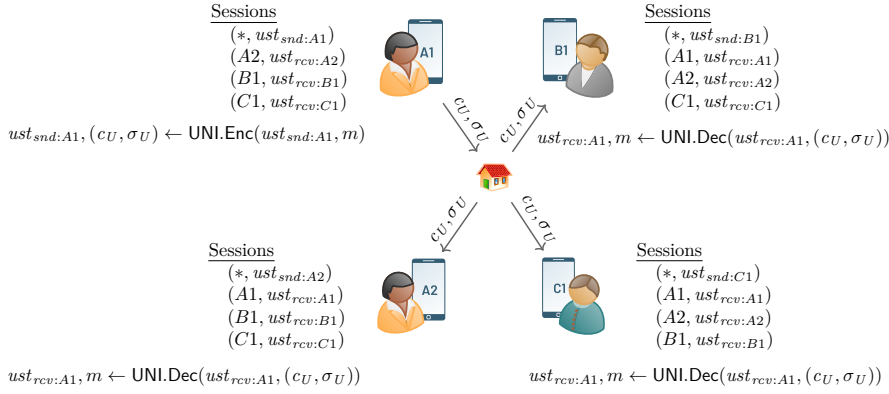 Sessions
(∗, ust_{snd:A1})
(A2, ust_{rcv:A2})
(B1, ust_{rcv:B1})
(C1, ust_{rcv:C1})
ust_{snd:A1}, (c_U, σ_U) ← UNI.Enc(ust_{snd:A1}, m)
A1
B1
Sessions
(∗, ust_{snd:B1})
(A1, ust_{rcv:A1})
(A2, ust_{rcv:A2})
(C1, ust_{rcv:C1})
ust_{rcv:A1}, m ← UNI.Dec(ust_{rcv:A1}, (c_U, σ_U))
c_U, σ_U
c_U, σ_U
c_U, σ_U
c_U, σ_U
Sessions
(∗, ust_{snd:A2})
(A1, ust_{rcv:A1})
(B1, ust_{rcv:B1})
(C1, ust_{rcv:C1})
ust_{rcv:A1}, m ← UNI.Dec(ust_{rcv:A1}, (c_U, σ_U))
A2
C1
Sessions
(∗, ust_{snd:C1})
(A1, ust_{rcv:A1})
(A2, ust_{rcv:A2})
(B1, ust_{rcv:B1})
ust_{rcv:A1}, m ← UNI.Dec(ust_{rcv:A1}, (c_U, σ_U))